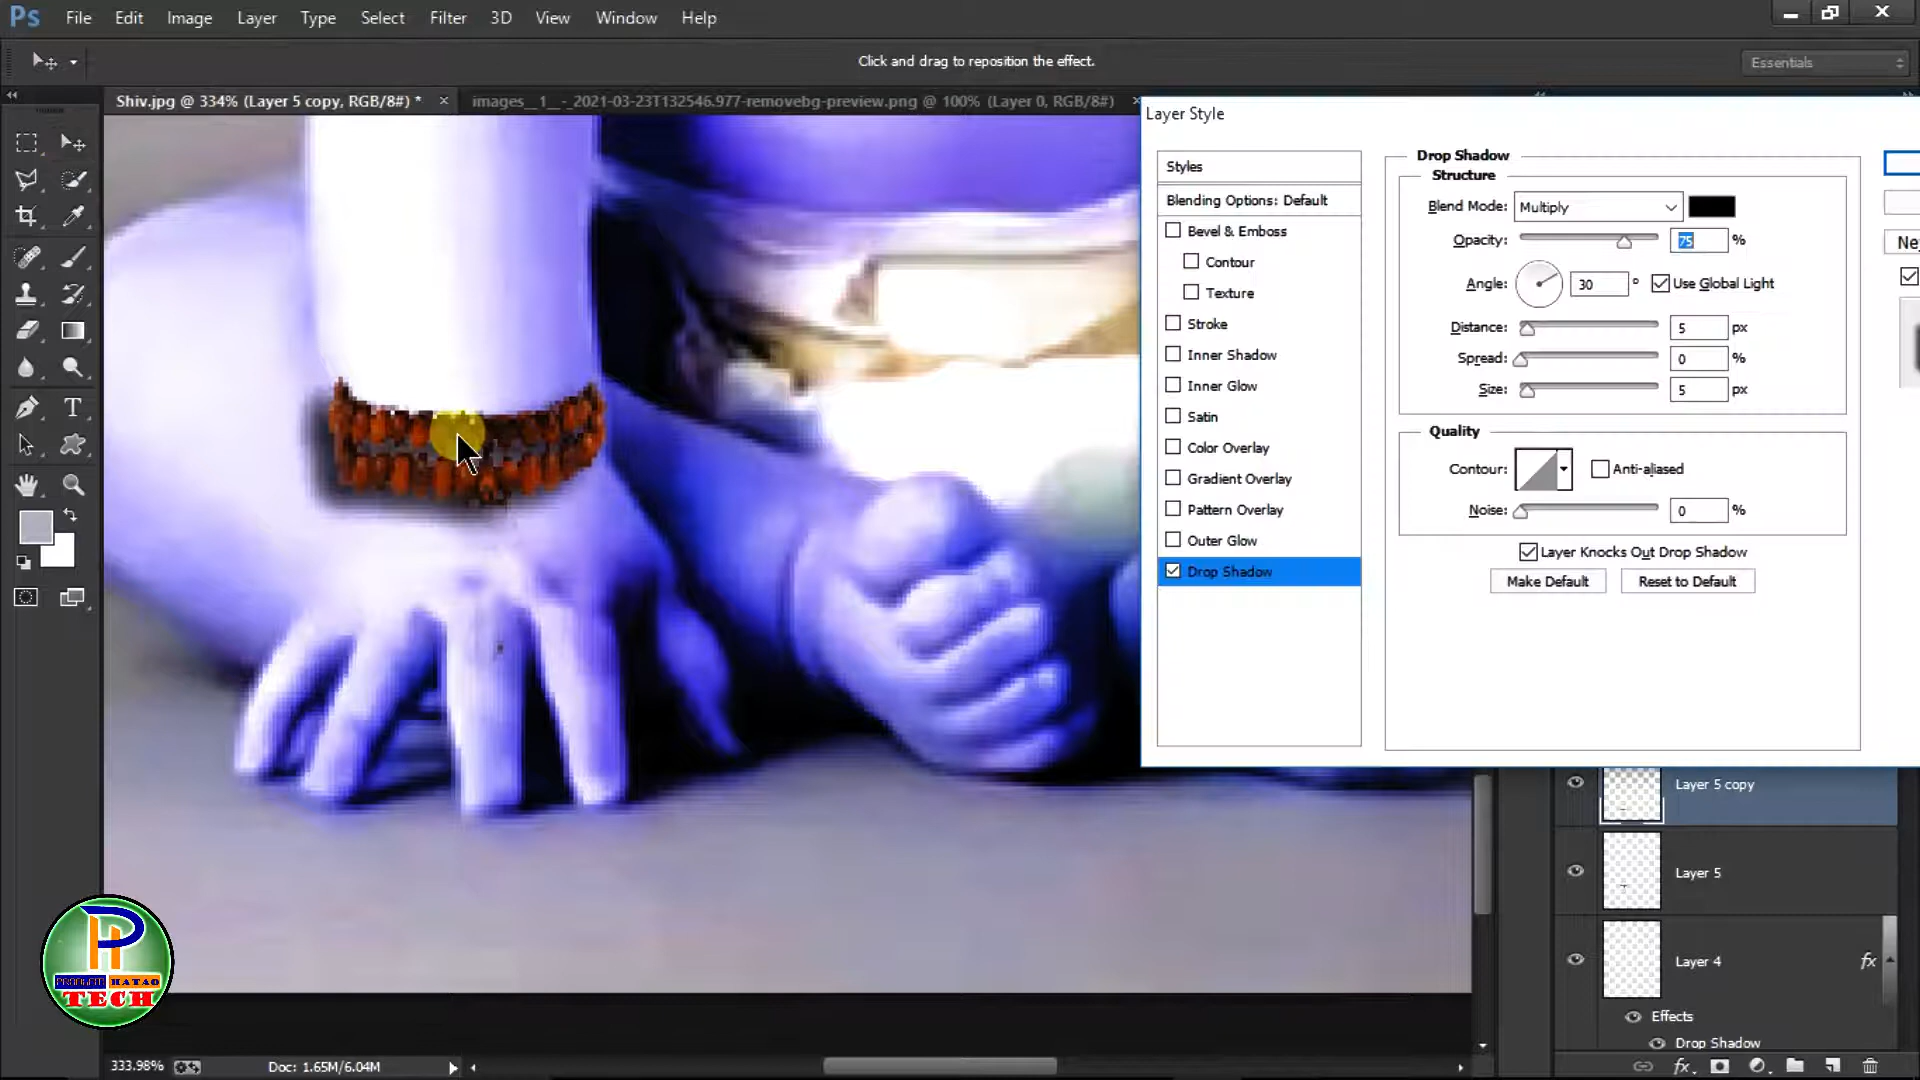 Ps File Edit Image Layer Type Select Filter 3D View Window Help
Click and drag to reposition the effect.
Essentials
Shiv.jpg @ 334% (Layer 5 copy, RGB/8#) * ×
images__1__-_2021-03-23T132546.977-removebg-preview.png @ 100% (Layer 0, RGB/8#) ×
Layer Style
Styles
Blending Options: Default
Bevel & Emboss
Contour
Texture
Stroke
Inner Shadow
Inner Glow
Satin
Color Overlay
Gradient Overlay
Pattern Overlay
Outer Glow
Drop Shadow
Drop Shadow
Structure
Blend Mode: Multiply
Opacity: 75 %
Angle: 30 ° Use Global Light
Distance: 5 px
Spread: 0 %
Size: 5 px
Quality
Contour: Anti-aliased
Noise: 0 %
Layer Knocks Out Drop Shadow
Make Default Reset to Default
Layer 5 copy
Layer 5
Layer 4 fx
Effects
Drop Shadow
fx
PH
HATAO
TECH
333.98% Doc: 1.65M/6.04M